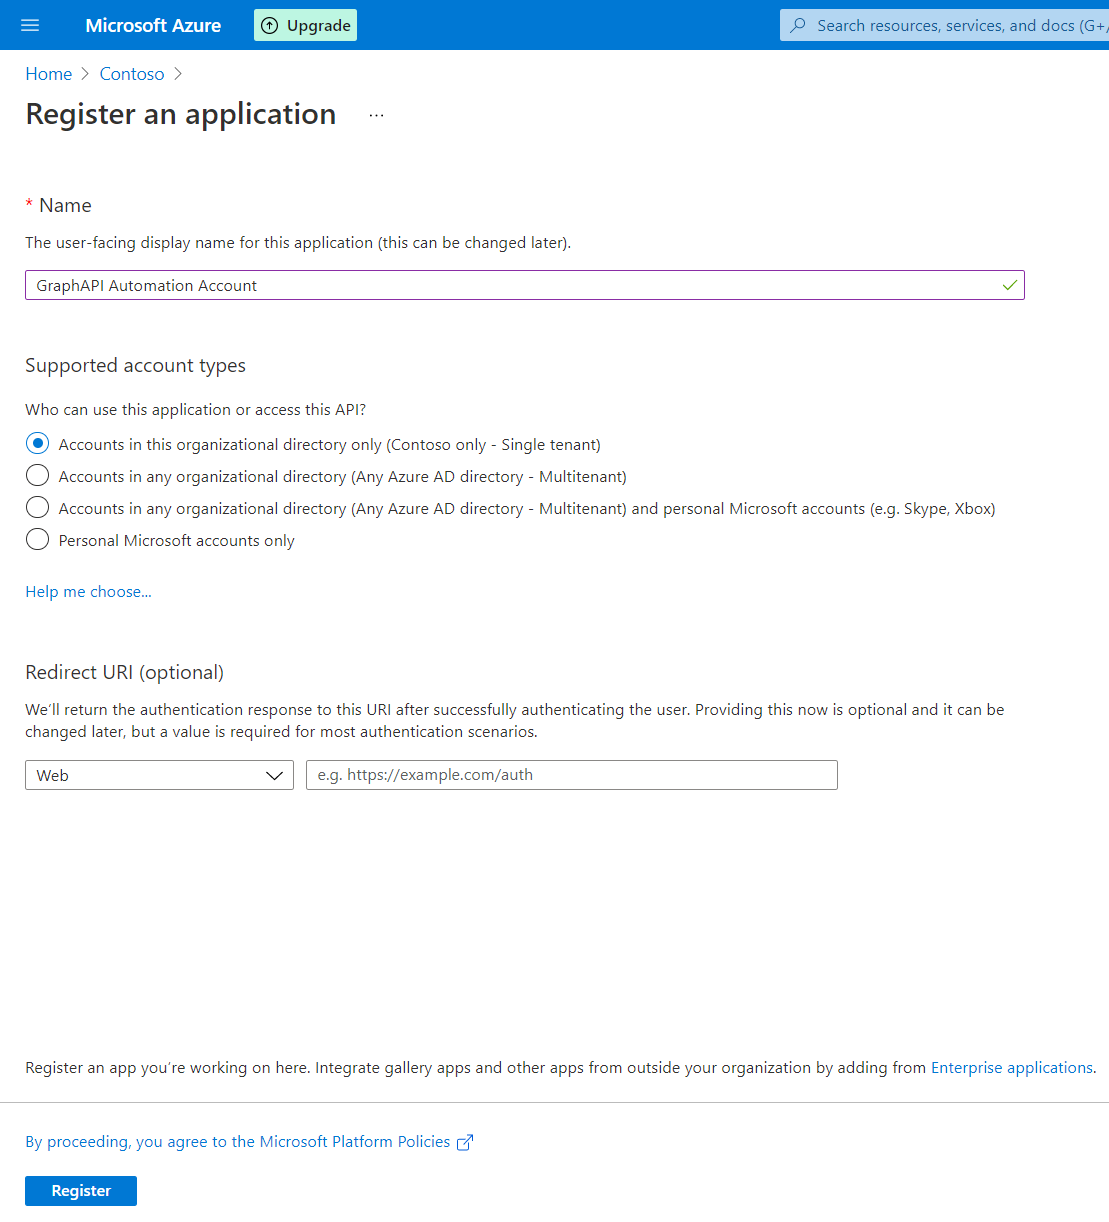 Microsoft Azure
Upgrade
Search resources, services, and docs (G+/
Home > Contoso >
Register an application ...
* Name
The user-facing display name for this application (this can be changed later).
GraphAPI Automation Account
Supported account types
Who can use this application or access this API?
Accounts in this organizational directory only (Contoso only - Single tenant)
Accounts in any organizational directory (Any Azure AD directory - Multitenant)
Accounts in any organizational directory (Any Azure AD directory - Multitenant) and personal Microsoft accounts (e.g. Skype, Xbox)
Personal Microsoft accounts only
Help me choose...
Redirect URI (optional)
We'll return the authentication response to this URI after successfully authenticating the user. Providing this now is optional and it can be
changed later, but a value is required for most authentication scenarios.
Web
e.g. https://example.com/auth
Register an app you're working on here. Integrate gallery apps and other apps from outside your organization by adding from Enterprise applications.
By proceeding, you agree to the Microsoft Platform Policies
Register